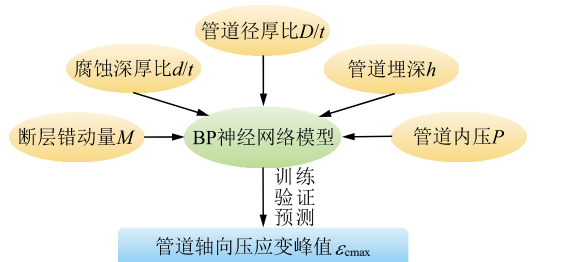 管道径厚比D/t
腐蚀深厚比d/t
管道埋深h
断层错动量M
BP神经网络模型
管道内压P
训练
验证
预测
管道轴向压应变峰值εcmax